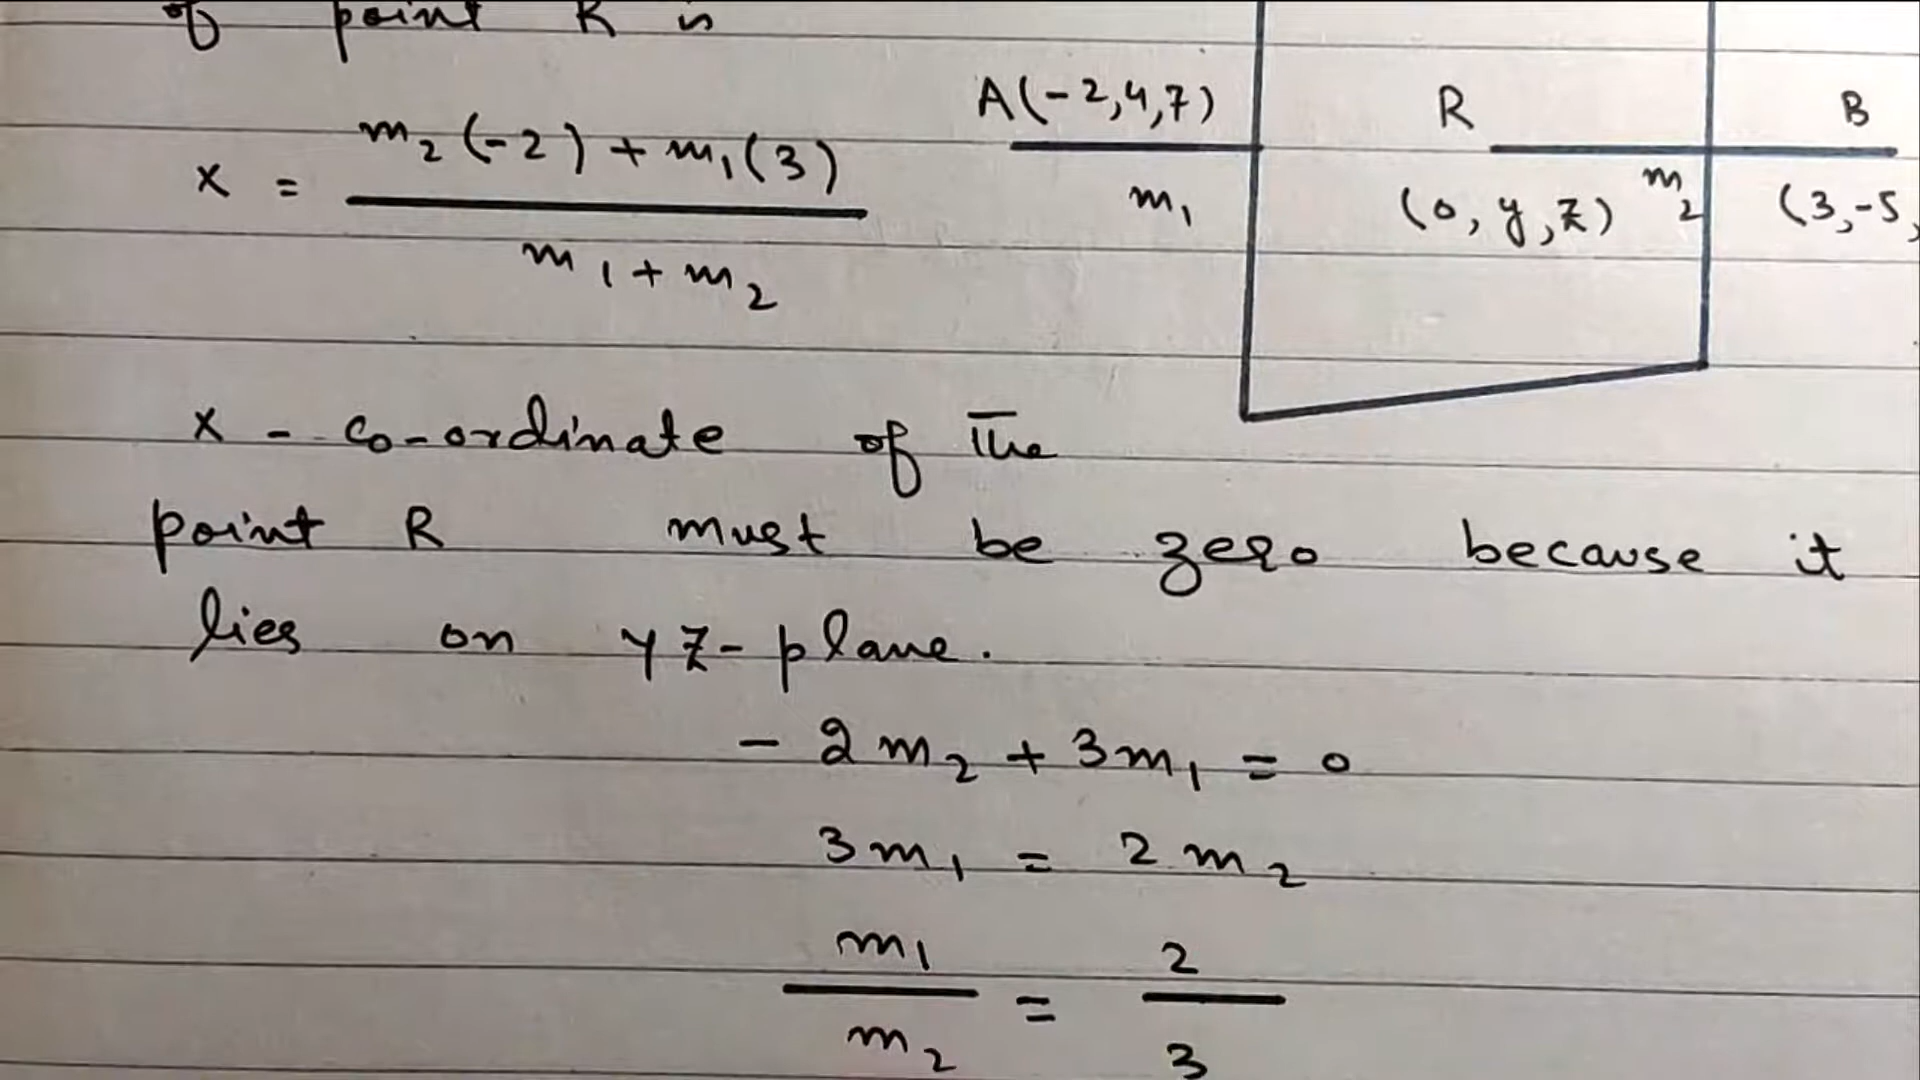 of point R is
A(-2,4,7) R B
x = m₂(-2) + m₁(3)
m₁ (0, y, z) m₂ (3,-5,
m₁ + m₂
x - co-ordinate of The
point R must be zero because it
lies on yz-plane.
- 2m₂ + 3m₁ = 0
3m₁ = 2m₂
m₁ = 2
m₂ 3